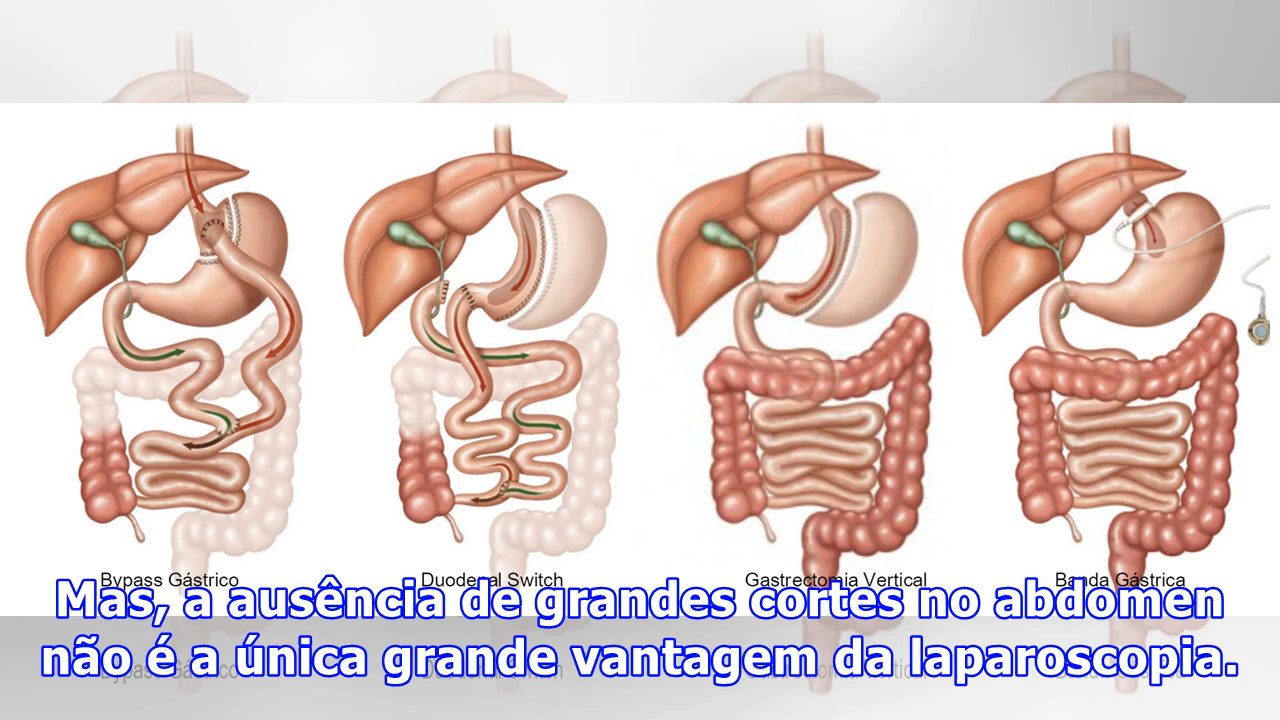 Bypass Gástrico
Duodenal Switch
Gastrectomia Vertical
Banda Gástrica
Mas, a ausência de grandes cortes no abdomen
não é a única grande vantagem da laparoscopia.